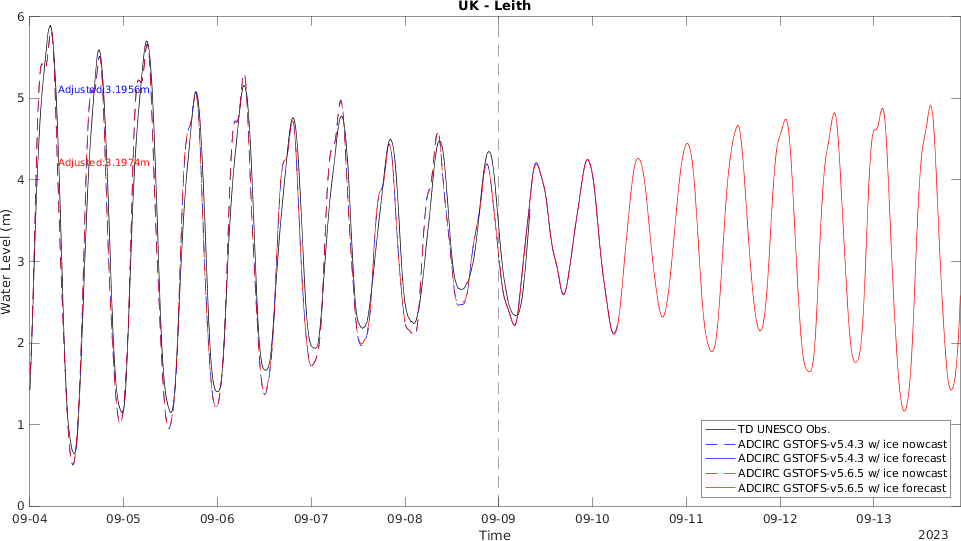 UK - Leith
6
5
4
3
2
1
0
Water Level (m)
Adjusted:3.1956m
Adjusted:3.1974m
TD UNESCO Obs.
ADCIRC GSTOFS-v5.4.3 w/ ice nowcast
ADCIRC GSTOFS-v5.4.3 w/ ice forecast
ADCIRC GSTOFS-v5.6.5 w/ ice nowcast
ADCIRC GSTOFS-v5.6.5 w/ ice forecast
09-04 09-05 09-06 09-07 09-08 09-09 09-10 09-11 09-12 09-13
Time
2023